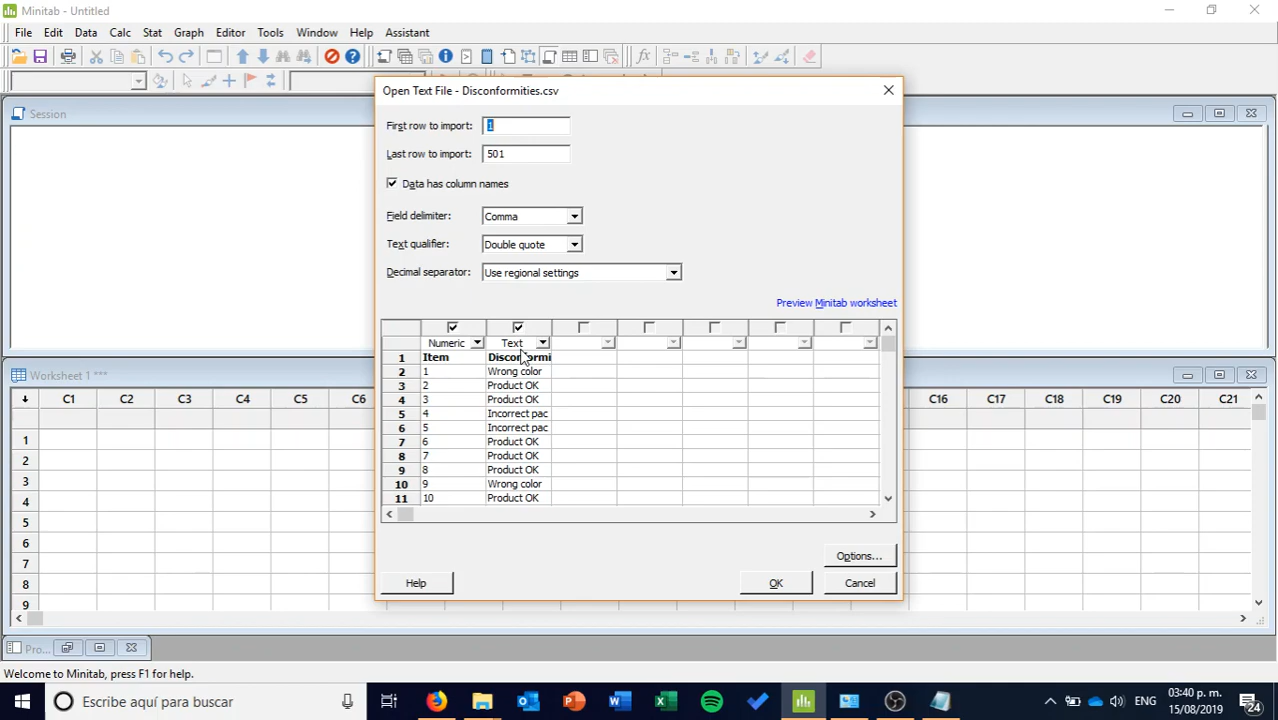 Minitab - Untitled
File Edit Data Calc Stat Graph Editor Tools Window Help Assistant
Session
Open Text File - Disconformities.csv
First row to import: 1
Last row to import: 501
Data has column names
Field delimiter: Comma
Text qualifier: Double quote
Decimal separator: Use regional settings
Preview Minitab worksheet
Numeric Text
1 Item Disconformi
2 1 Wrong color
3 2 Product OK
4 3 Product OK
5 4 Incorrect pac
6 5 Incorrect pac
7 6 Product OK
8 7 Product OK
9 8 Product OK
10 9 Wrong color
11 10 Product OK
Options...
Help OK Cancel
Worksheet 1 ***
C1 C2 C3 C4 C5 C6 C16 C17 C18 C19 C20 C21
1
2
3
4
5
6
7
8
9
Pro...
Welcome to Minitab, press F1 for help.
Escribe aquí para buscar
ENG
03:40 p. m.
15/08/2019
24